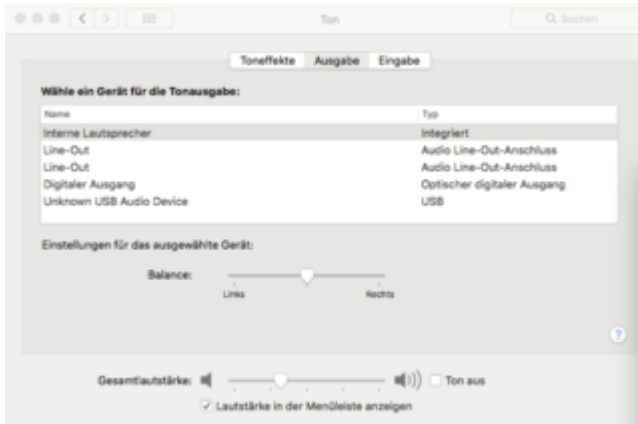 Ton
Suchen
Toneffekte Ausgabe Eingabe
Wähle ein Gerät für die Tonausgabe:
Name Typ
Interne Lautsprecher Integriert
Line-Out Audio Line-Out-Anschluss
Line-Out Audio Line-Out-Anschluss
Digitaler Ausgang Optischer digitaler Ausgang
Unknown USB Audio Device USB
Einstellungen für das ausgewählte Gerät:
Balance:
Links Rechts
?
Gesamtlautstärke: Ton aus
Lautstärke in der Menüleiste anzeigen